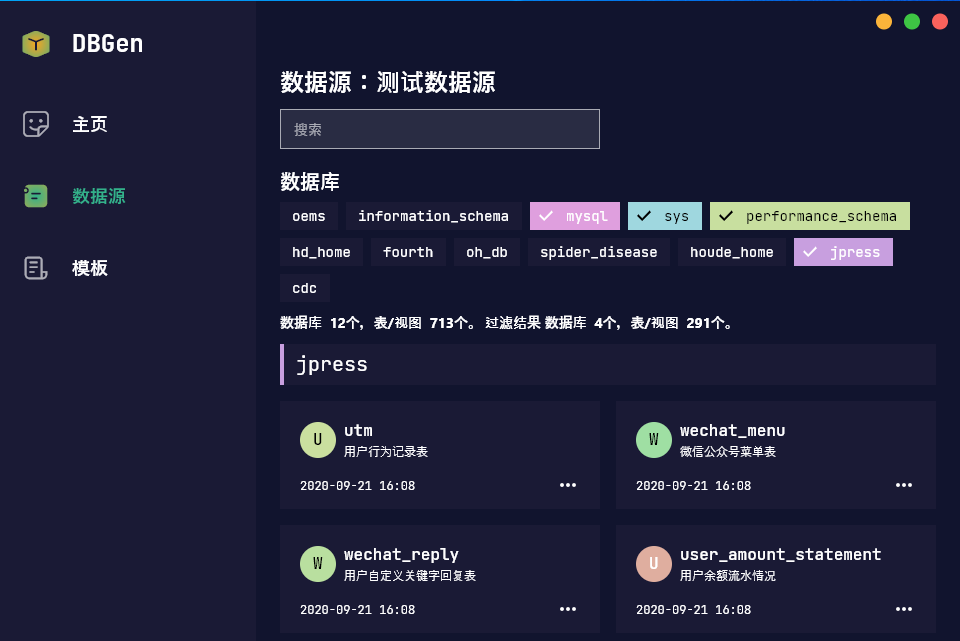 DBGen
主页
数据源
模板
数据源：测试数据源
搜索
数据库
oems information_schema mysql sys performance_schema
hd_home fourth oh_db spider_disease houde_home jpress
cdc
数据库 12个，表/视图 713个。 过滤结果 数据库 4个，表/视图 291个。
jpress
U utm
用户行为记录表
2020-09-21 16:08
W wechat_menu
微信公众号菜单表
2020-09-21 16:08
W wechat_reply
用户自定义关键字回复表
2020-09-21 16:08
U user_amount_statement
用户余额流水情况
2020-09-21 16:08